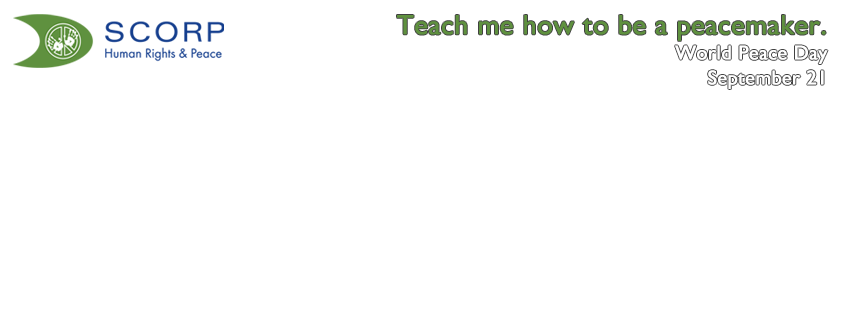 SCORP
Human Rights & Peace
Teach me how to be a peacemaker.
World Peace Day
September 21